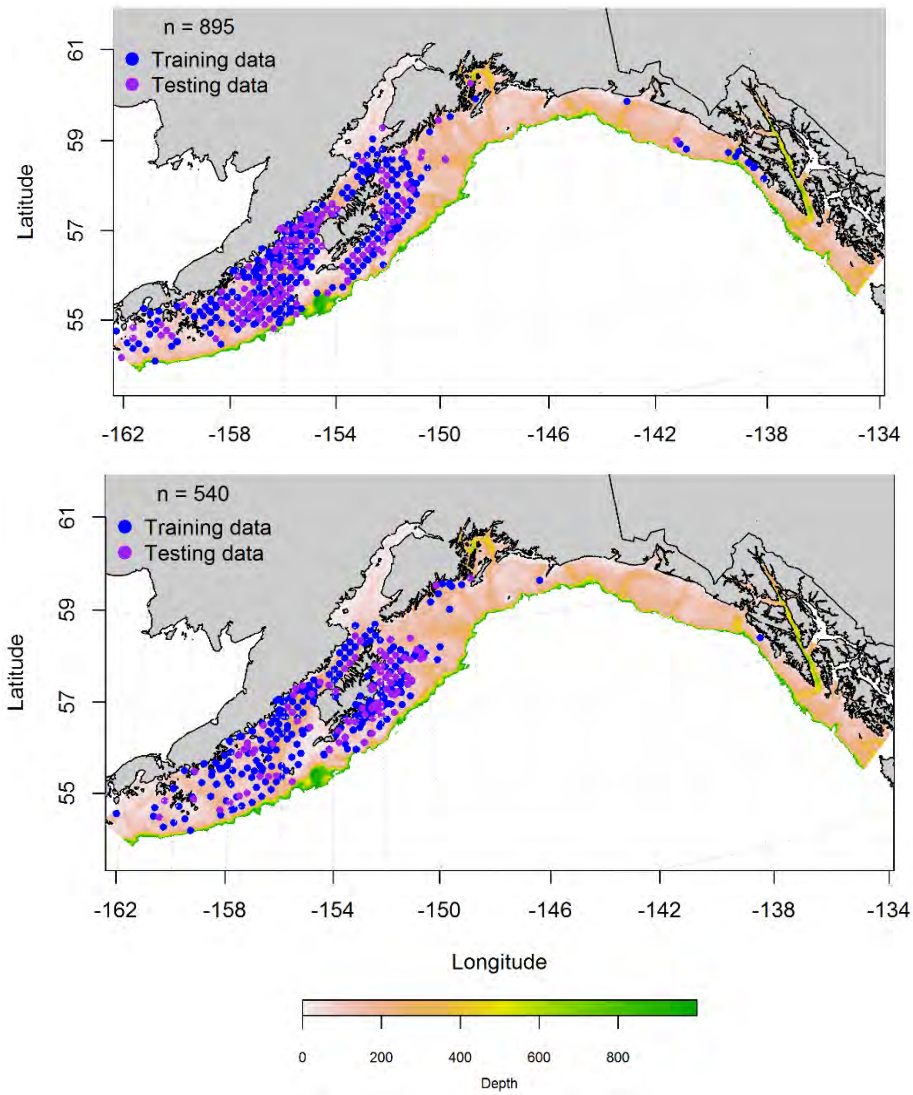 n = 895
Training data
Testing data
61
59
57
55
Latitude
-162 -158 -154 -150 -146 -142 -138 -134
n = 540
Training data
Testing data
61
59
57
55
Latitude
-162 -158 -154 -150 -146 -142 -138 -134
Longitude
0 200 400 600 800
Depth